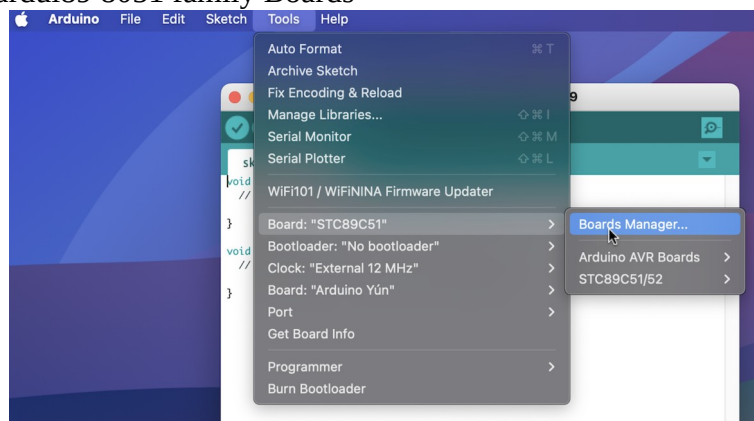 Arduino File Edit Sketch Tools Help
Auto Format ⌘ T
Archive Sketch
Fix Encoding & Reload
Manage Libraries... ⇧ ⌘ I
Serial Monitor ⇧ ⌘ M
Serial Plotter ⇧ ⌘ L
WiFi101 / WiFiNINA Firmware Updater
Board: "STC89C51"
Bootloader: "No bootloader"
Clock: "External 12 MHz"
Board: "Arduino Yún"
Port
Get Board Info
Programmer
Burn Bootloader
Boards Manager...
Arduino AVR Boards
STC89C51/52
9
sk
void
//
}
void
//
}